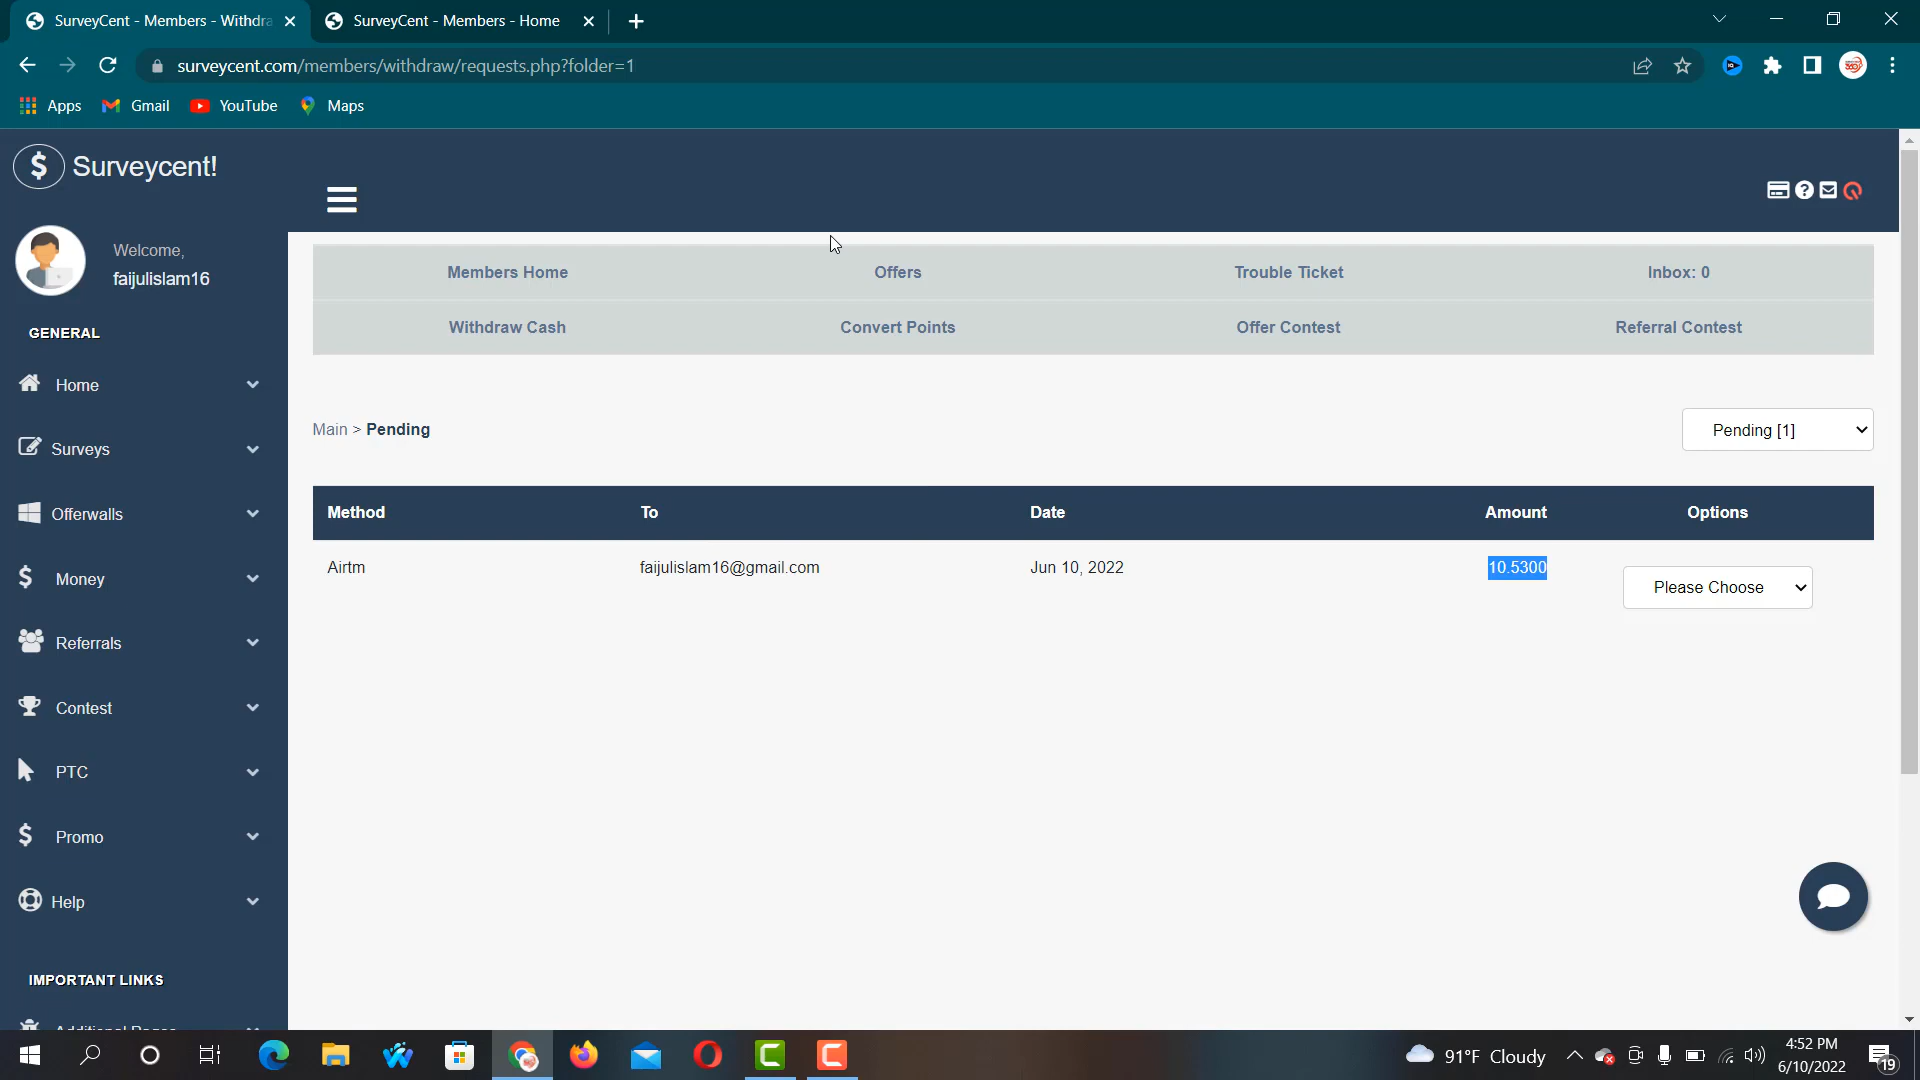 SurveyCent - Members - Withdra
SurveyCent - Members - Home
surveycent.com/members/withdraw/requests.php?folder=1
Apps
Gmail
YouTube
Maps
$ Surveycent!
Welcome,
faijulislam16
GENERAL
Home
Surveys
Offerwalls
Money
Referrals
Contest
PTC
Promo
Help
IMPORTANT LINKS
Additional Pages
Members Home Offers Trouble Ticket Inbox: 0
Withdraw Cash Convert Points Offer Contest Referral Contest
Main > Pending
Pending [1]
Method To Date Amount Options
Airtm faijulislam16@gmail.com Jun 10, 2022 10.5300 Please Choose
91°F Cloudy
4:52 PM
6/10/2022
19